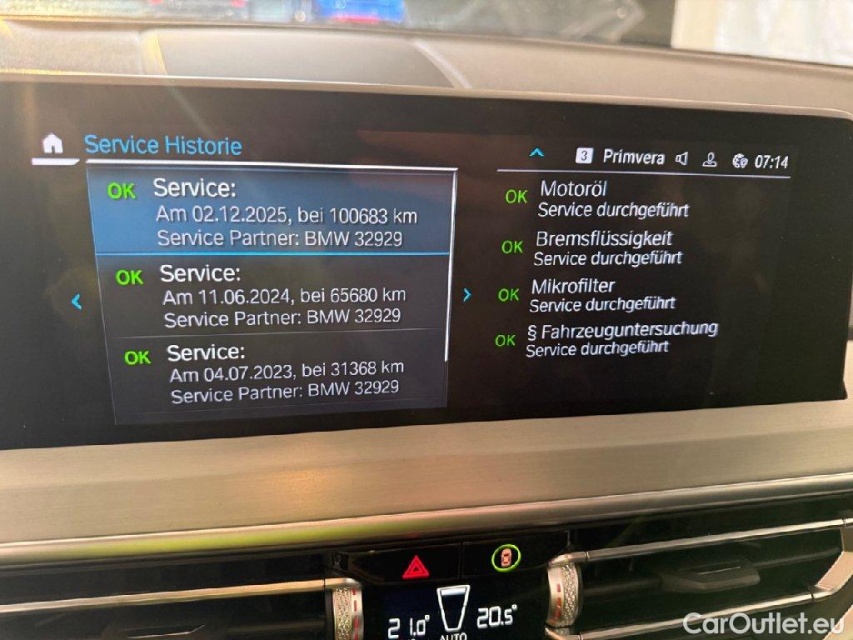 Service Historie
3 Primvera 07:14
OK Service:
Am 02.12.2025, bei 100683 km
Service Partner: BMW 32929
OK Service:
Am 11.06.2024, bei 65680 km
Service Partner: BMW 32929
OK Service:
Am 04.07.2023, bei 31368 km
Service Partner: BMW 32929
OK Motoröl
Service durchgeführt
OK Bremsflüssigkeit
Service durchgeführt
OK Mikrofilter
Service durchgeführt
OK § Fahrzeuguntersuchung
Service durchgeführt
21.0° 20.5°
AUTO
CarOutlet.eu